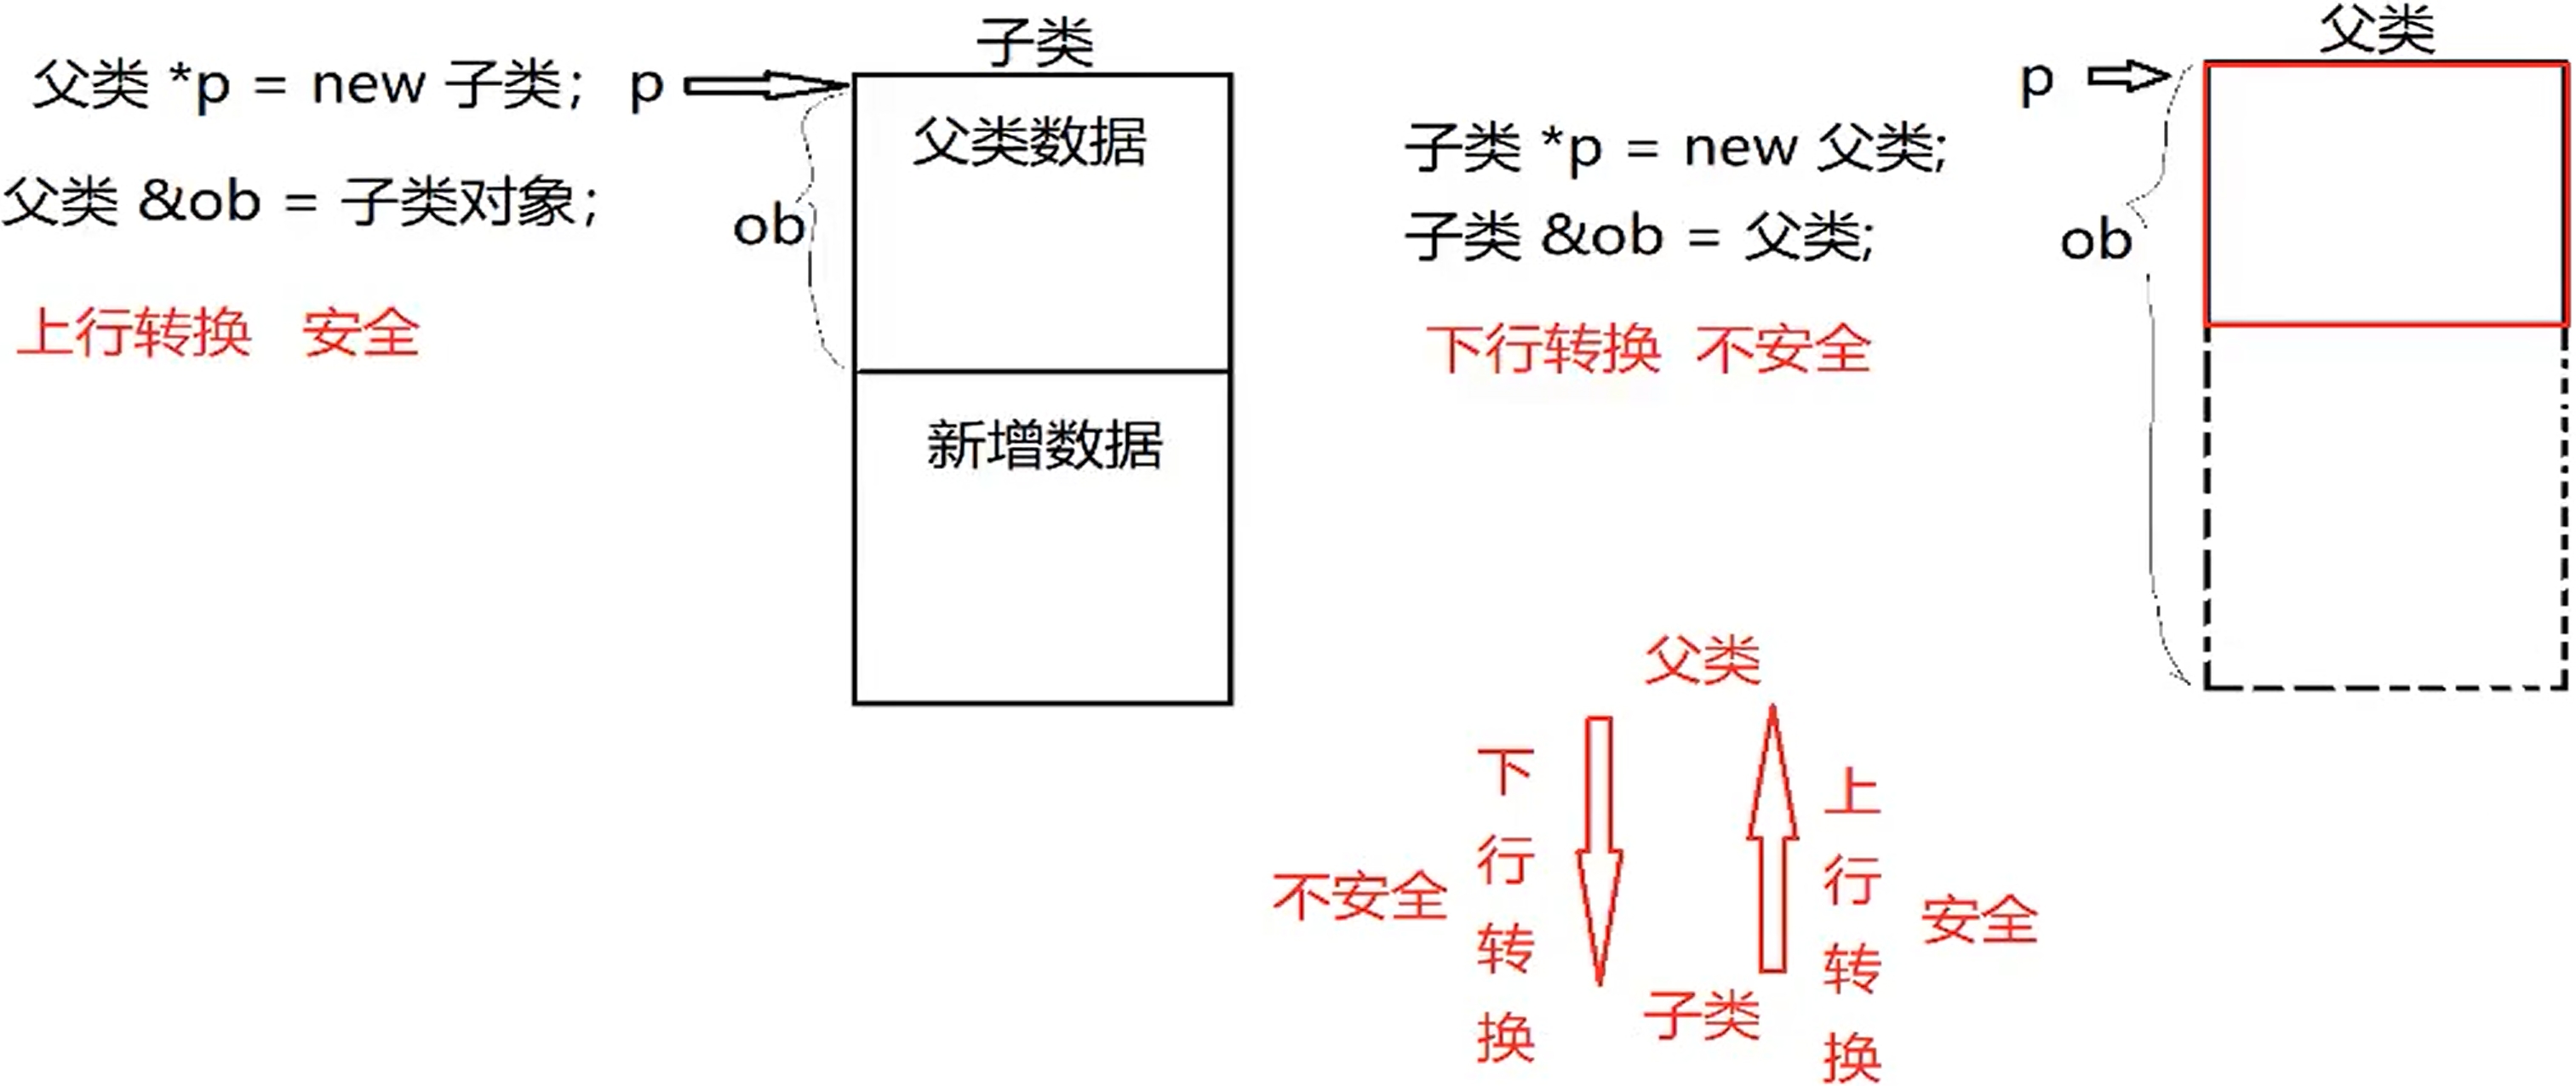 子类
父类 *p = new 子类;
p
父类数据
父类 &ob = 子类对象;
ob
上行转换 安全
新增数据
父类
p
子类 *p = new 父类;
子类 &ob = 父类;
ob
下行转换 不安全
父类
下行转换
不安全
上行转换
安全
子类